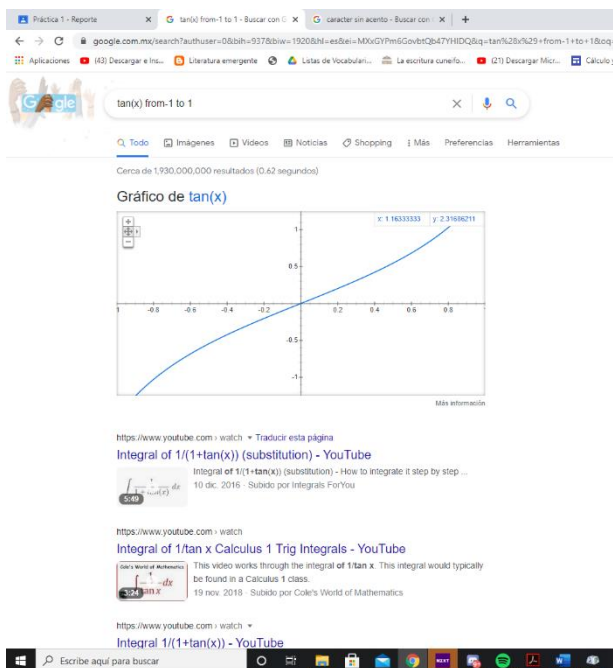 Práctica 1 - Reporte
tan(x) from-1 to 1 - Buscar con G
caracter sin acento - Buscar con
google.com.mx/search?authuser=0&bih=937&biw=1920&hl=es&ei=MXxGYPm6GovbtQb47YHIDQ&q=tan%28x%29+from-1+to+1&oq=
Aplicaciones
(43) Descargar e Ins...
Literatura emergente
Listas de Vocabulari...
La escritura cuneifo...
(21) Descargar Micr...
Cálculo y
tan(x) from-1 to 1
Todo
Imágenes
Videos
Noticias
Shopping
Más
Preferencias
Herramientas
Cerca de 1,930,000,000 resultados (0.62 segundos)
Gráfico de tan(x)
x: 1.16333333 y: 2.31686211
1
0.5
1 -0.8 -0.6 -0.4 -0.2 0 0.2 0.4 0.6 0.8
-0.5
-1
Más información
https://www.youtube.com › watch ▾ Traducir esta página
Integral of 1/(1+tan(x)) (substitution) - YouTube
Integral of 1/(1+tan(x)) (substitution) - How to integrate it step by step ...
10 dic. 2016 · Subido por Integrals ForYou
5:49
https://www.youtube.com › watch
Integral of 1/tan x Calculus 1 Trig Integrals - YouTube
Cole's World of Mathematics
This video works through the integral of 1/tan x. This integral would typically
be found in a Calculus 1 class.
19 nov. 2018 · Subido por Cole's World of Mathematics
3:24
https://www.youtube.com › watch ▾
Integral 1/(1+tan(x)) - YouTube
Escribe aquí para buscar